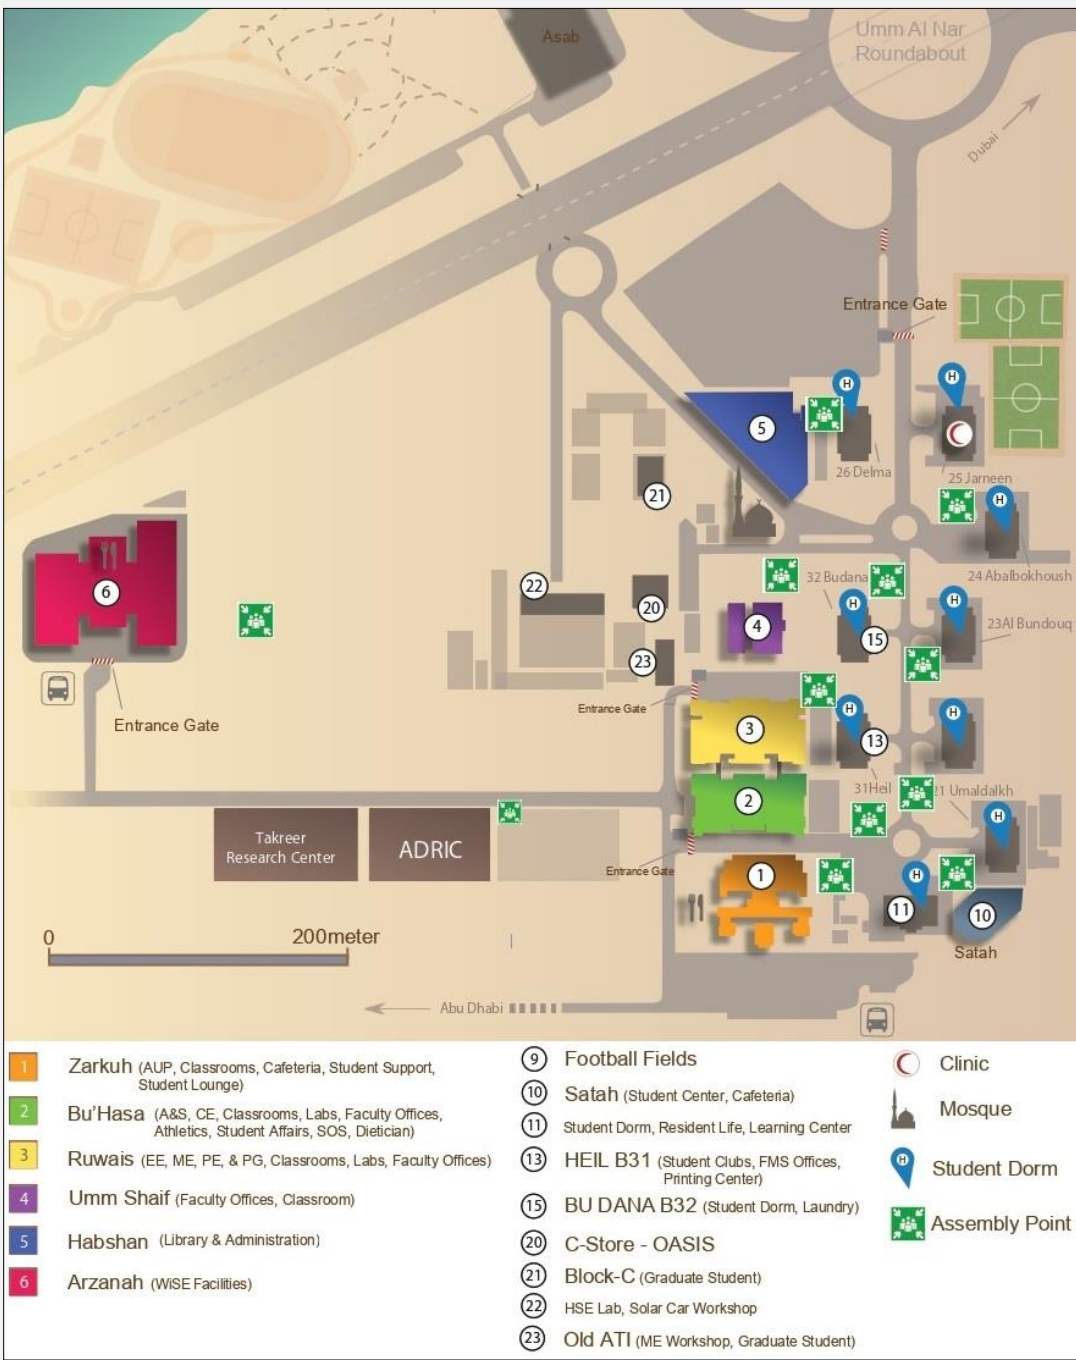 Asab
Umm Al Nar
Roundabout
Dubai
Entrance Gate
H
H
5
26 Delma
25 Jarneen
21
H
24 Abalbokhoush
6
22
20
32 Budana
H
H
4
15
23Al Bundouq
23
Entrance Gate
Entrance Gate
3
H
13
H
31Heil
2
21 Umaldalkh
H
Takreer
Research Center
ADRIC
Entrance Gate
1
H
11
10
Satah
0
200meter
Abu Dhabi
1 Zarkuh (AUP, Classrooms, Cafeteria, Student Support,
Student Lounge)
2 Bu'Hasa (A&S, CE, Classrooms, Labs, Faculty Offices,
Athletics, Student Affairs, SOS, Dietician)
3 Ruwais (EE, ME, PE, & PG, Classrooms, Labs, Faculty Offices)
4 Umm Shaif (Faculty Offices, Classroom)
5 Habshan (Library & Administration)
6 Arzanah (WiSE Facilities)
9 Football Fields
10 Satah (Student Center, Cafeteria)
11 Student Dorm, Resident Life, Learning Center
13 HEIL B31 (Student Clubs, FMS Offices,
Printing Center)
15 BU DANA B32 (Student Dorm, Laundry)
20 C-Store - OASIS
21 Block-C (Graduate Student)
22 HSE Lab, Solar Car Workshop
23 Old ATI (ME Workshop, Graduate Student)
Clinic
Mosque
H Student Dorm
Assembly Point